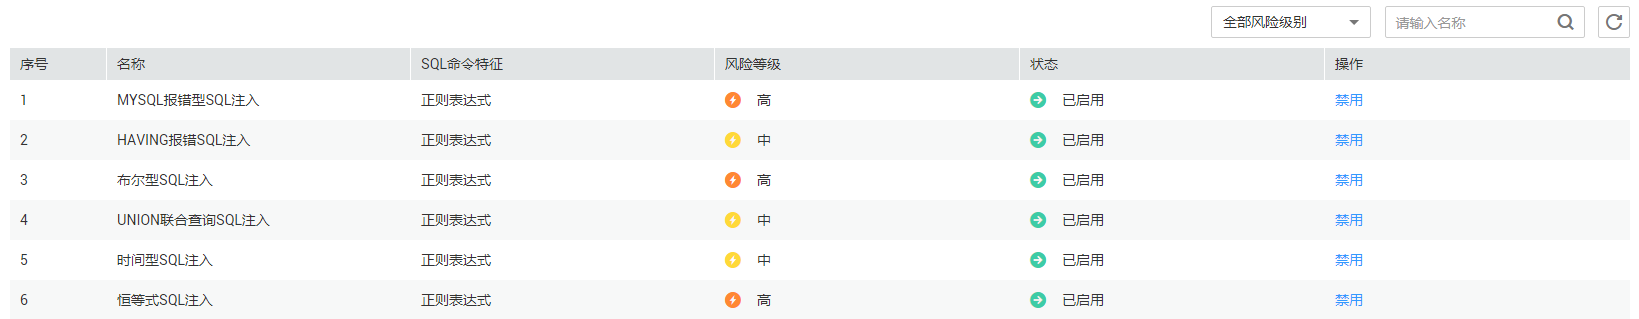 全部风险级别 请输入名称
序号 名称 SQL命令特征 风险等级 状态 操作
1 MYSQL报错型SQL注入 正则表达式 高 已启用 禁用
2 HAVING报错SQL注入 正则表达式 中 已启用 禁用
3 布尔型SQL注入 正则表达式 高 已启用 禁用
4 UNION联合查询SQL注入 正则表达式 中 已启用 禁用
5 时间型SQL注入 正则表达式 中 已启用 禁用
6 恒等式SQL注入 正则表达式 高 已启用 禁用